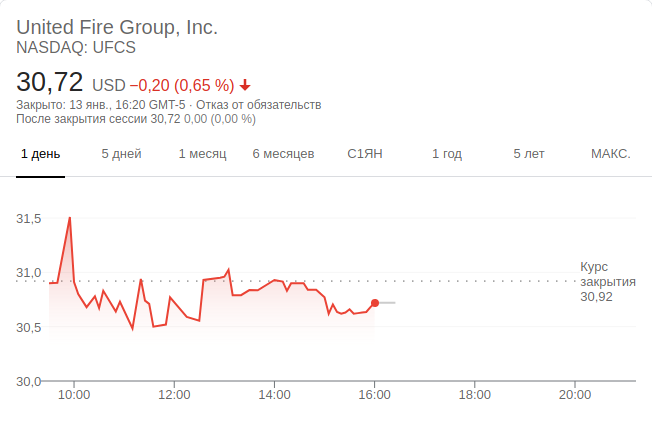 United Fire Group, Inc.
NASDAQ: UFCS
30,72 USD −0,20 (0,65 %)
Закрыто: 13 янв., 16:20 GMT-5 · Отказ от обязательств
После закрытия сессии 30,72 0,00 (0,00 %)
1 день 5 дней 1 месяц 6 месяцев С1ЯН 1 год 5 лет МАКС.
31,5
31,0
30,5
30,0
Курс
закрытия
30,92
10:00 12:00 14:00 16:00 18:00 20:00